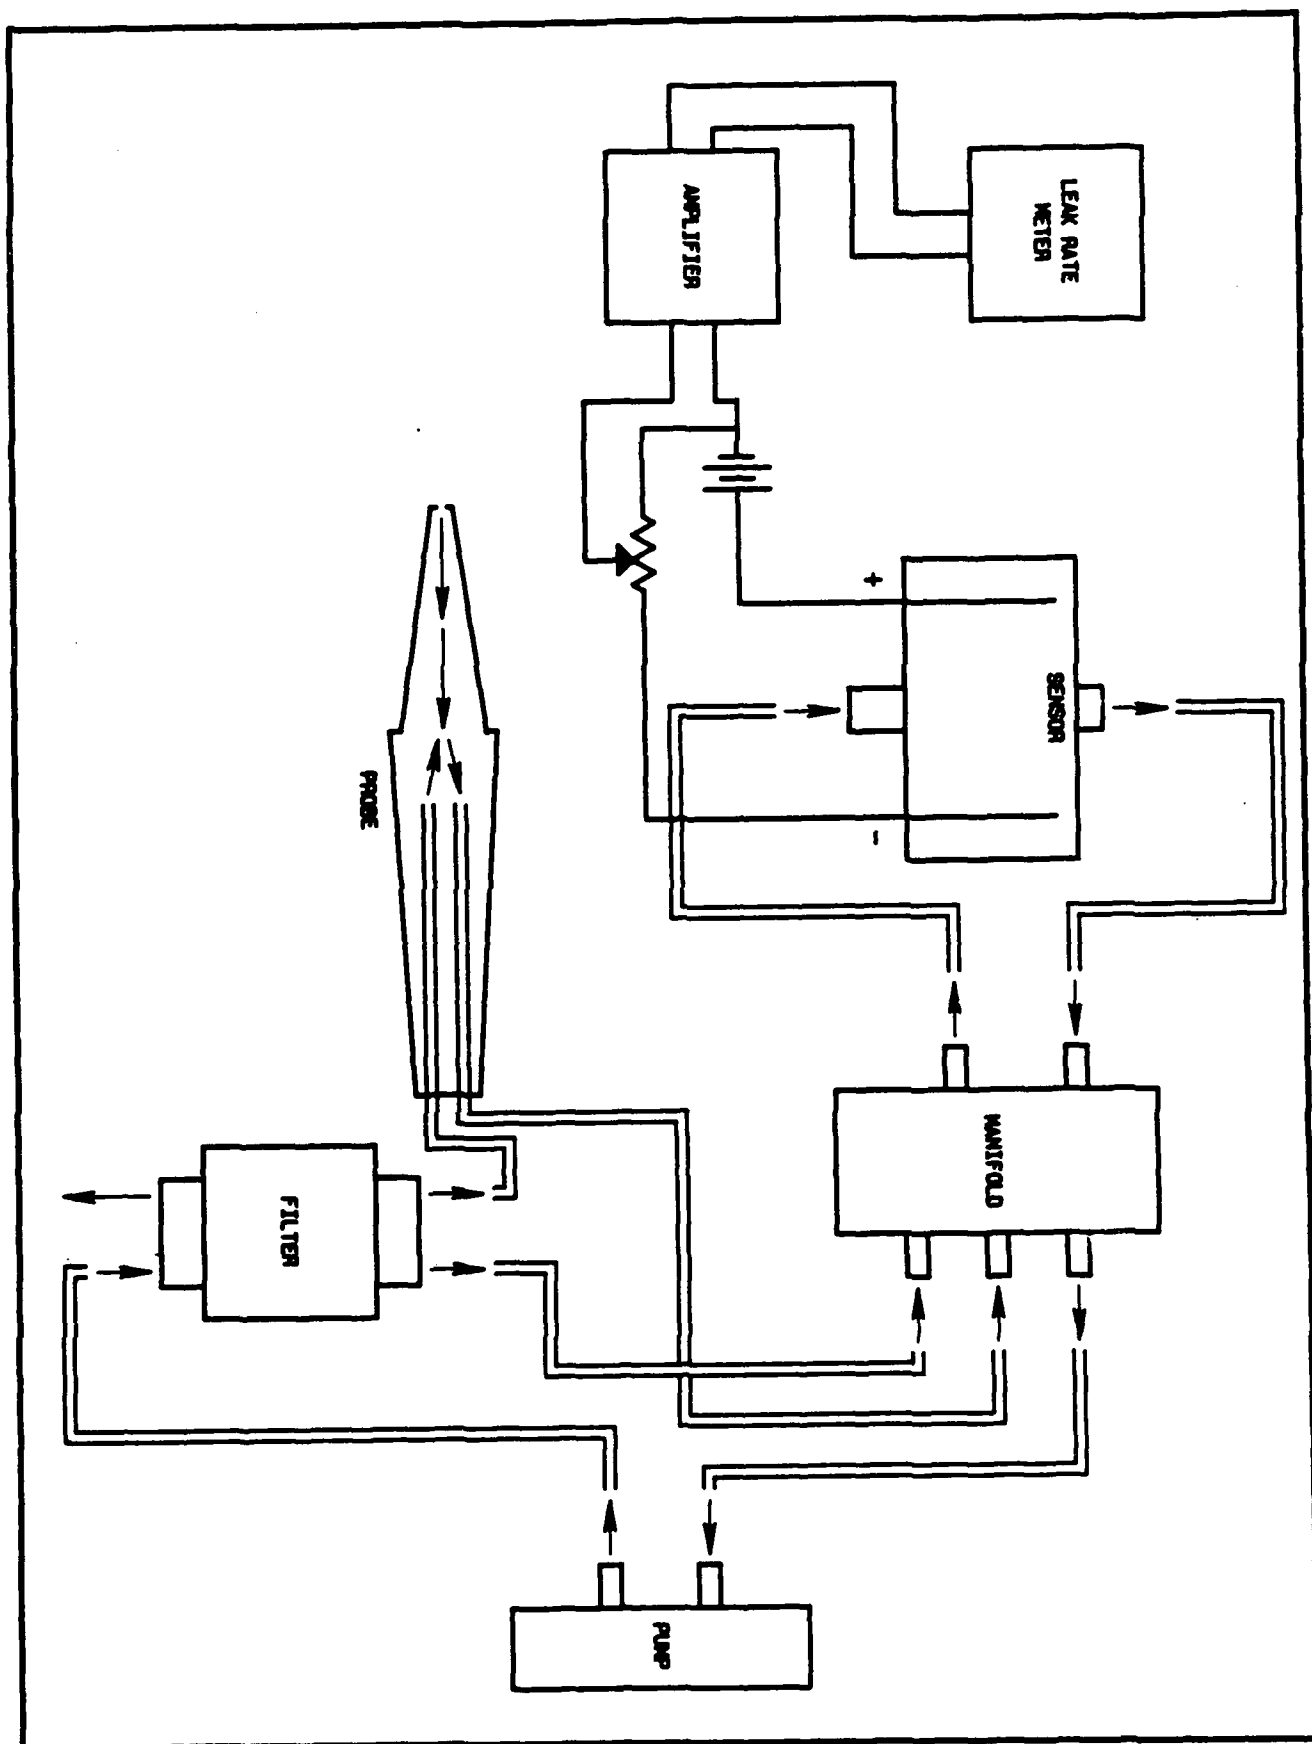 LEAK RATE
METER
AMPLIFIER
+
SENSOR
-
PROBE
MANIFOLD
FILTER
PUMP